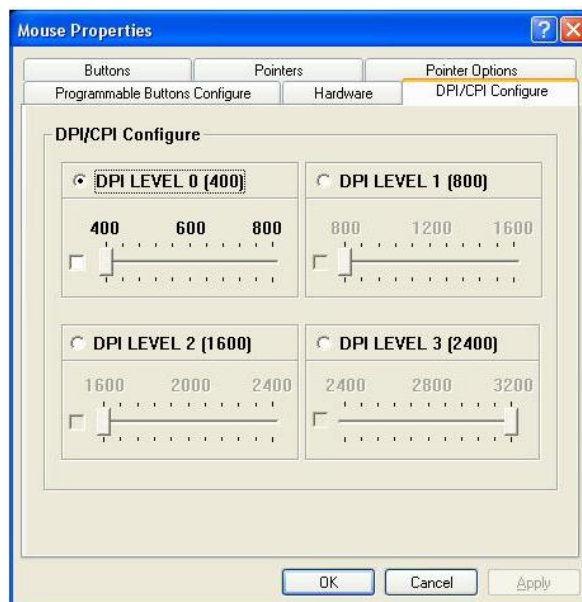 Mouse Properties
Buttons Pointers Pointer Options
Programmable Buttons Configure Hardware DPI/CPI Configure
DPI/CPI Configure
DPI LEVEL 0 (400) DPI LEVEL 1 (800)
400 600 800 800 1200 1600
DPI LEVEL 2 (1600) DPI LEVEL 3 (2400)
1600 2000 2400 2400 2800 3200
OK Cancel Apply